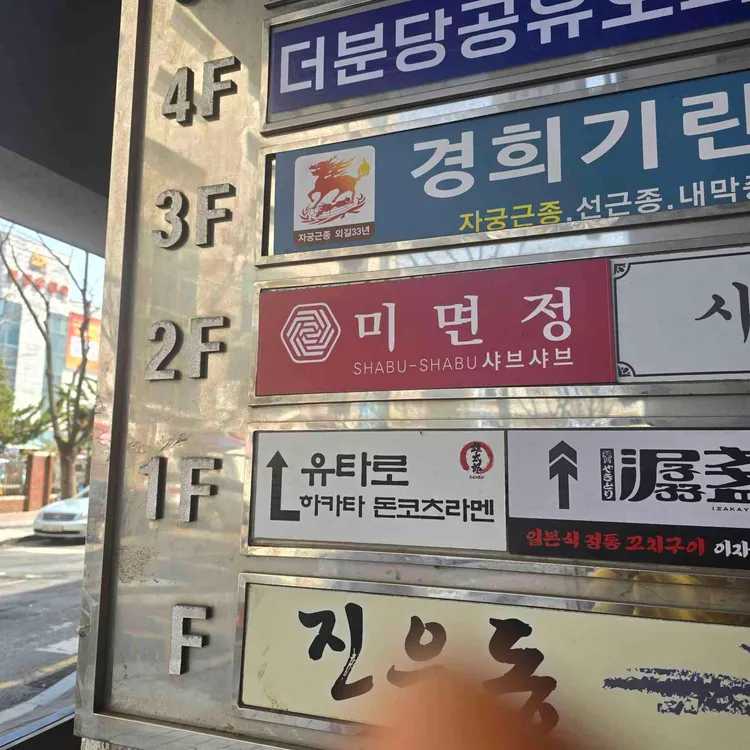 4F
더분당공유오
3F
경희기린
자궁근종.선근종.내막증
자궁근종 외길33년
2F
미면정
SHABU-SHABU 샤브샤브
사
1F
유타로
하카타 돈코츠라멘
IZAKAY
일본식 정통 꼬치구이 이자
F
진우동